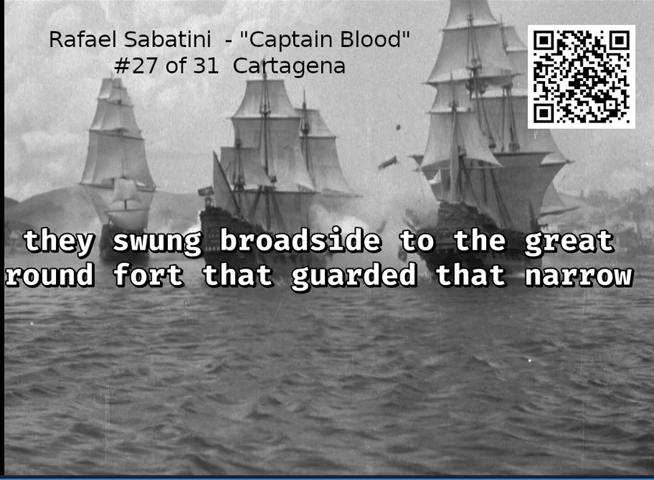 Rafael Sabatini - "Captain Blood"
#27 of 31 Cartagena
they swung broadside to the great
round fort that guarded that narrow